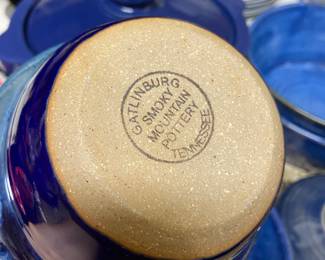 GATLINBURG
SMOKY
MOUNTAIN
POTTERY
TENNESSEE